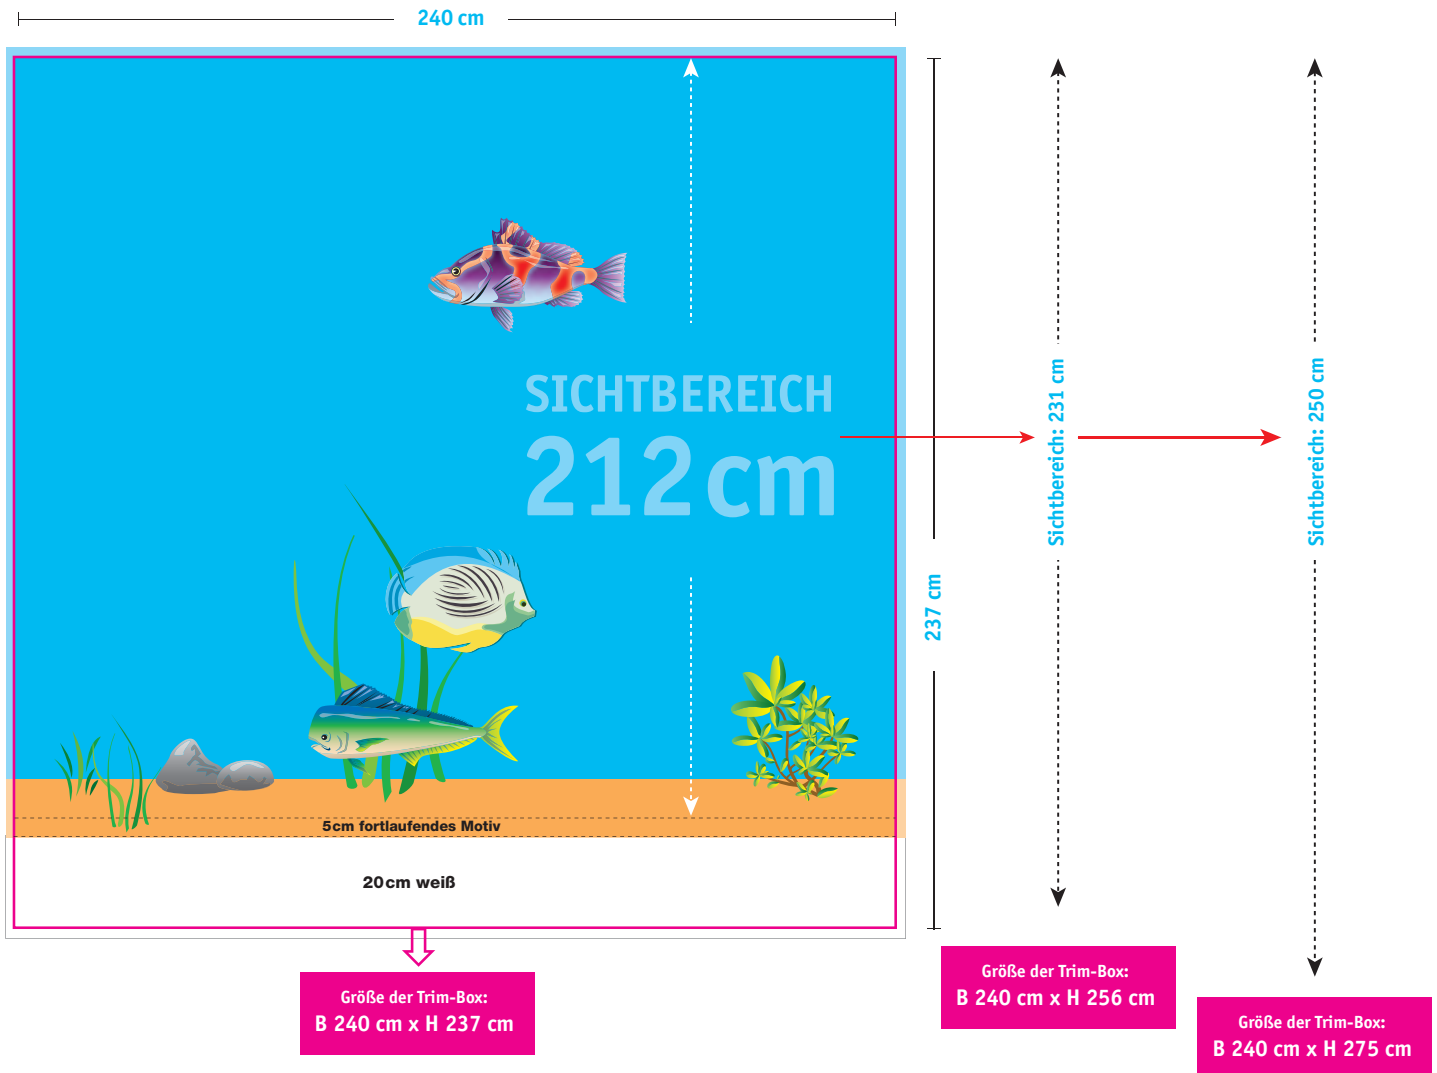 240 cm
SICHTBEREICH
212 cm
Sichtbereich: 231 cm
Sichtbereich: 250 cm
237 cm
5cm fortlaufendes Motiv
20cm weiß
Größe der Trim-Box:
B 240 cm x H 237 cm
Größe der Trim-Box:
B 240 cm x H 256 cm
Größe der Trim-Box:
B 240 cm x H 275 cm